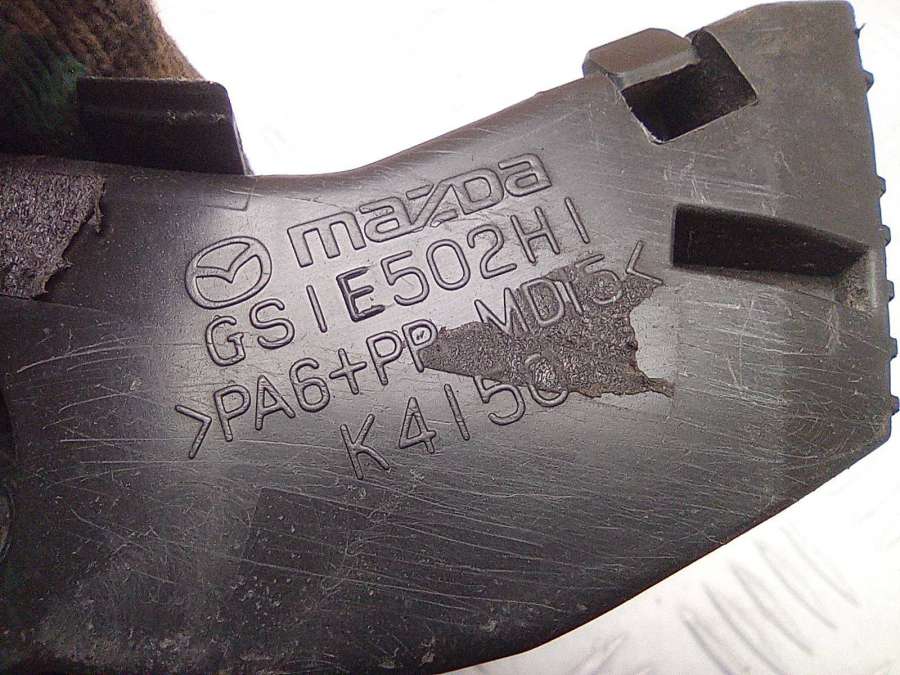 mazda
GS1E502H1
>PA6+PP MD15<
K4150